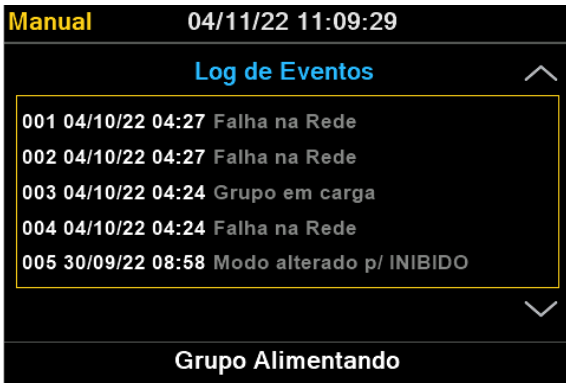 Manual 04/11/22 11:09:29
Log de Eventos
001 04/10/22 04:27 Falha na Rede
002 04/10/22 04:27 Falha na Rede
003 04/10/22 04:24 Grupo em carga
004 04/10/22 04:24 Falha na Rede
005 30/09/22 08:58 Modo alterado p/ INIBIDO
Grupo Alimentando